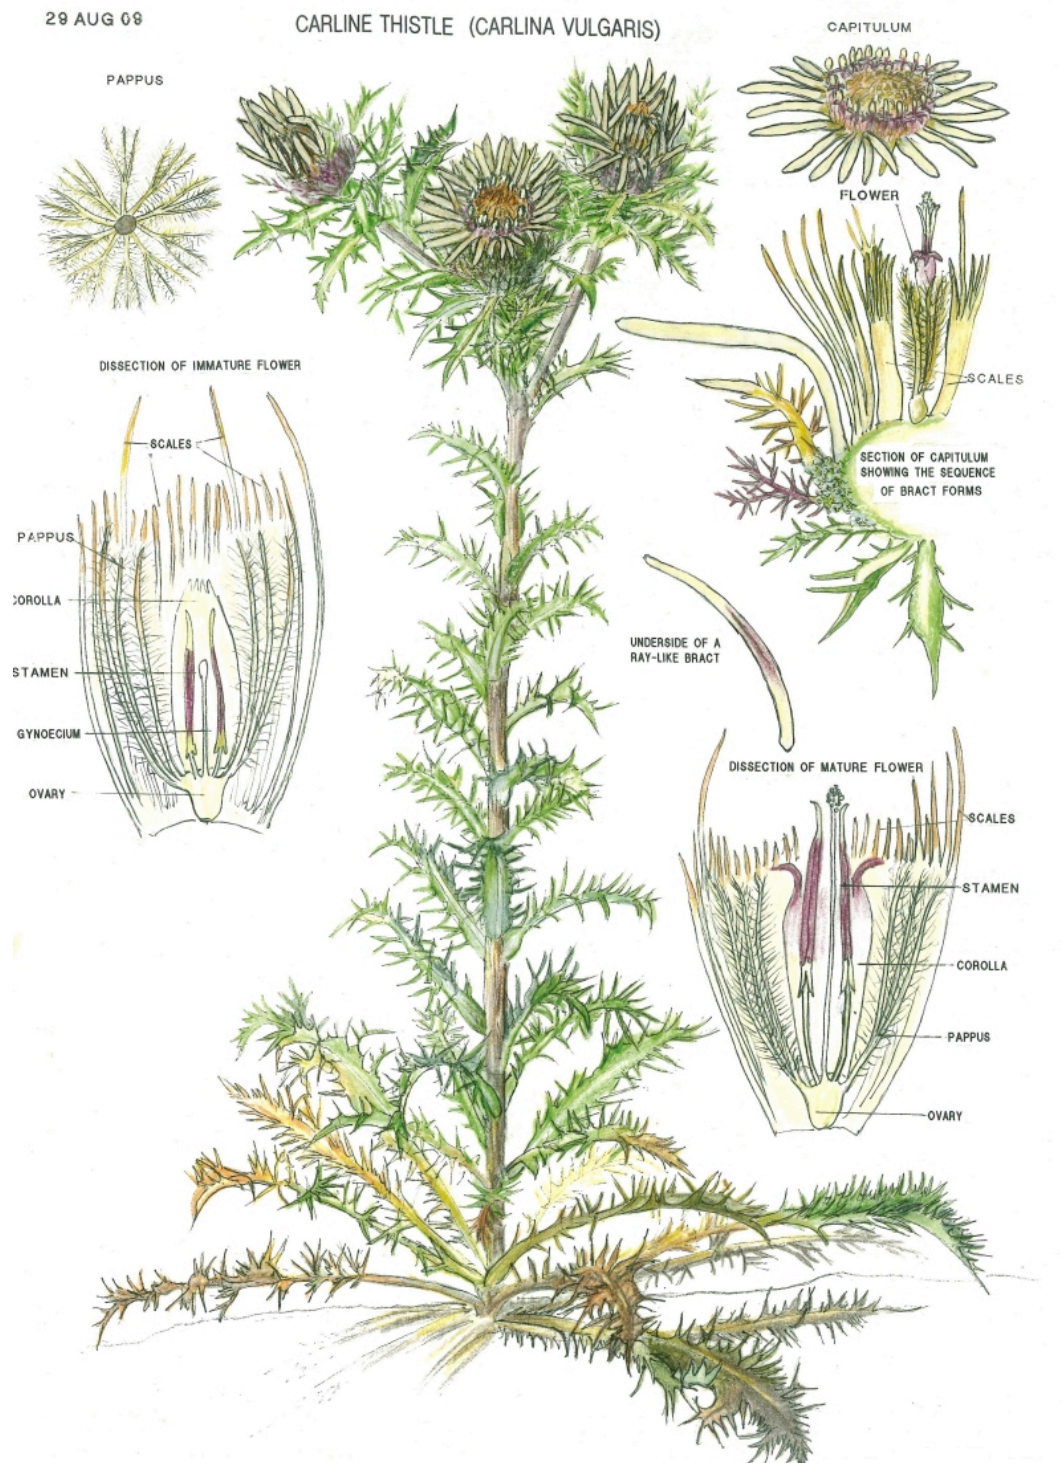 29 AUG 09
CARLINE THISTLE (CARLINA VULGARIS)
CAPITULUM
PAPPUS
FLOWER
SCALES
SECTION OF CAPITULUM
SHOWING THE SEQUENCE
OF BRACT FORMS
DISSECTION OF IMMATURE FLOWER
SCALES
PAPPUS
COROLLA
STAMEN
GYNOECIUM
OVARY
UNDERSIDE OF A
RAY-LIKE BRACT
DISSECTION OF MATURE FLOWER
SCALES
STAMEN
COROLLA
PAPPUS
OVARY